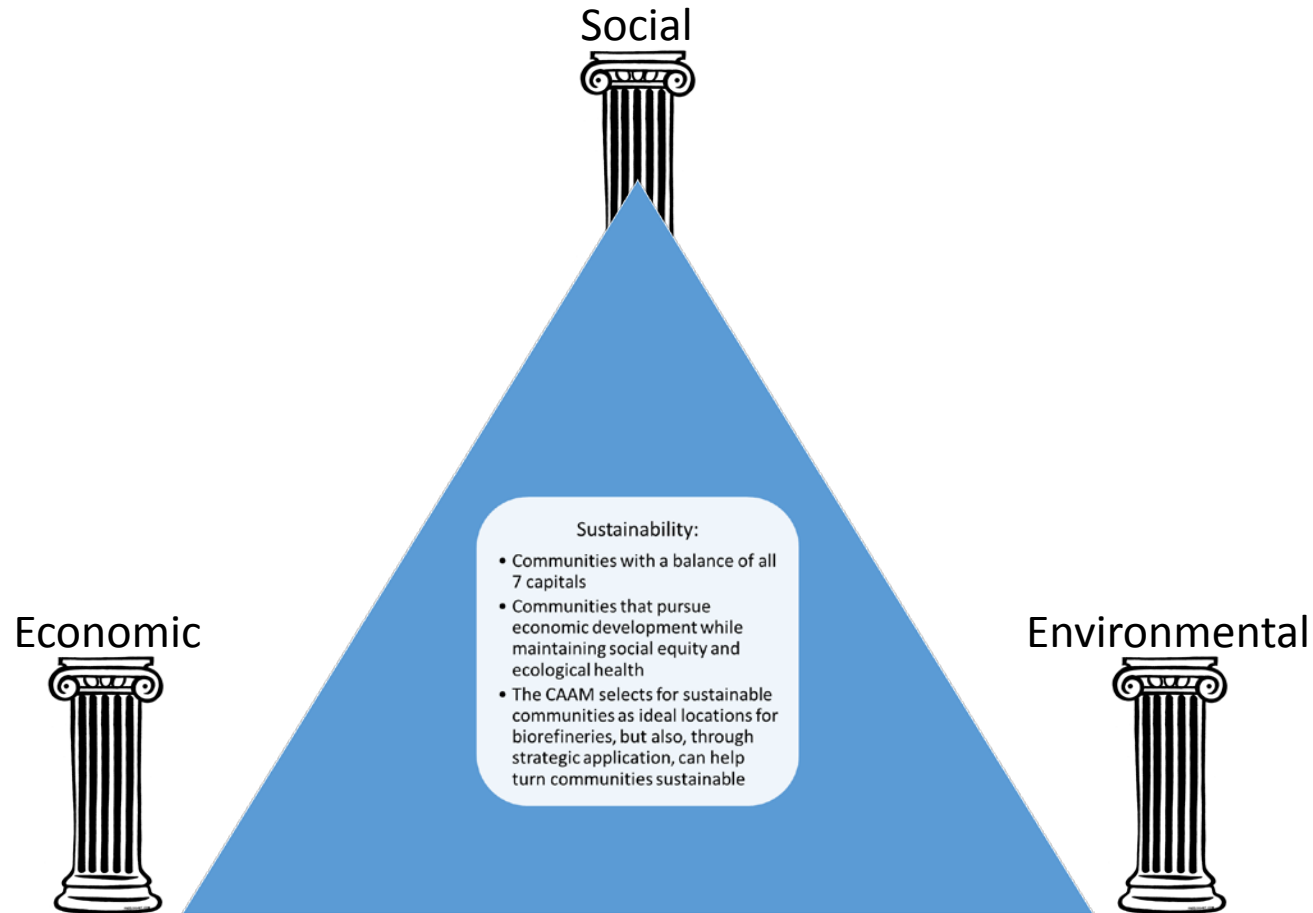 Social
Sustainability:
• Communities with a balance of all
7 capitals
• Communities that pursue
economic development while
maintaining social equity and
ecological health
• The CAAM selects for sustainable
communities as ideal locations for
biorefineries, but also, through
strategic application, can help
turn communities sustainable
Economic
Environmental